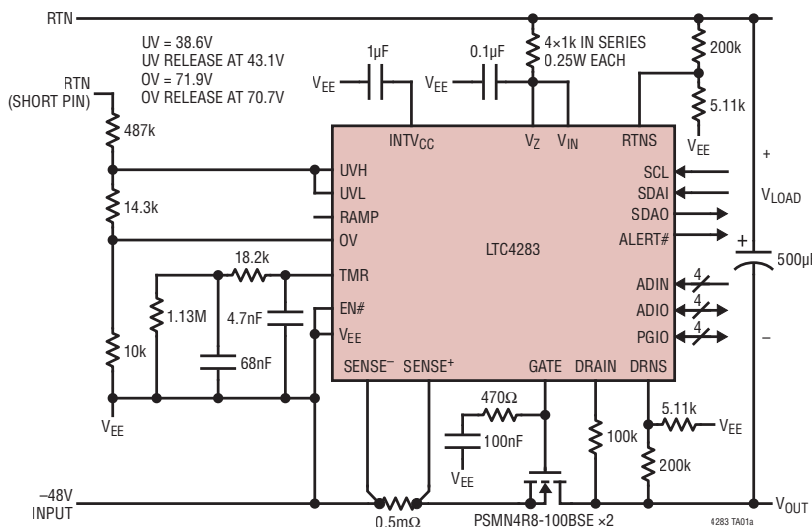 RTN
UV = 38.6V
UV RELEASE AT 43.1V
OV = 71.9V
OV RELEASE AT 70.7V
1µF
0.1µF
4×1k IN SERIES
0.25W EACH
200k
RTN
(SHORT PIN)
VEE
VEE
5.11k
VEE
487k
INTVCC
VZ
VIN
RTNS
+
UVH
SCL
UVL
SDAI
VLOAD
14.3k
RAMP
SDAO
OV
LTC4283
ALERT#
+
500µF
18.2k
TMR
ADIN
4
1.13M
4.7nF
EN#
ADIO
4
10k
VEE
PGIO
4
–
68nF
SENSE–
SENSE+
GATE
DRAIN
DRNS
VEE
470Ω
5.11k
VEE
100nF
100k
VEE
200k
–48V
INPUT
VOUT
0.5mΩ
PSMN4R8-100BSE ×2
4283 TA01a